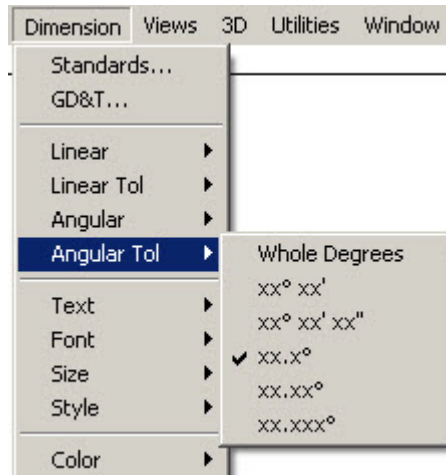 Dimension Views 3D Utilities Window
Standards...
GD&T...
Linear
Linear Tol
Angular
Angular Tol
Whole Degrees
xx° xx'
xx° xx' xx"
xx.x°
xx.xx°
xx.xxx°
Text
Font
Size
Style
Color